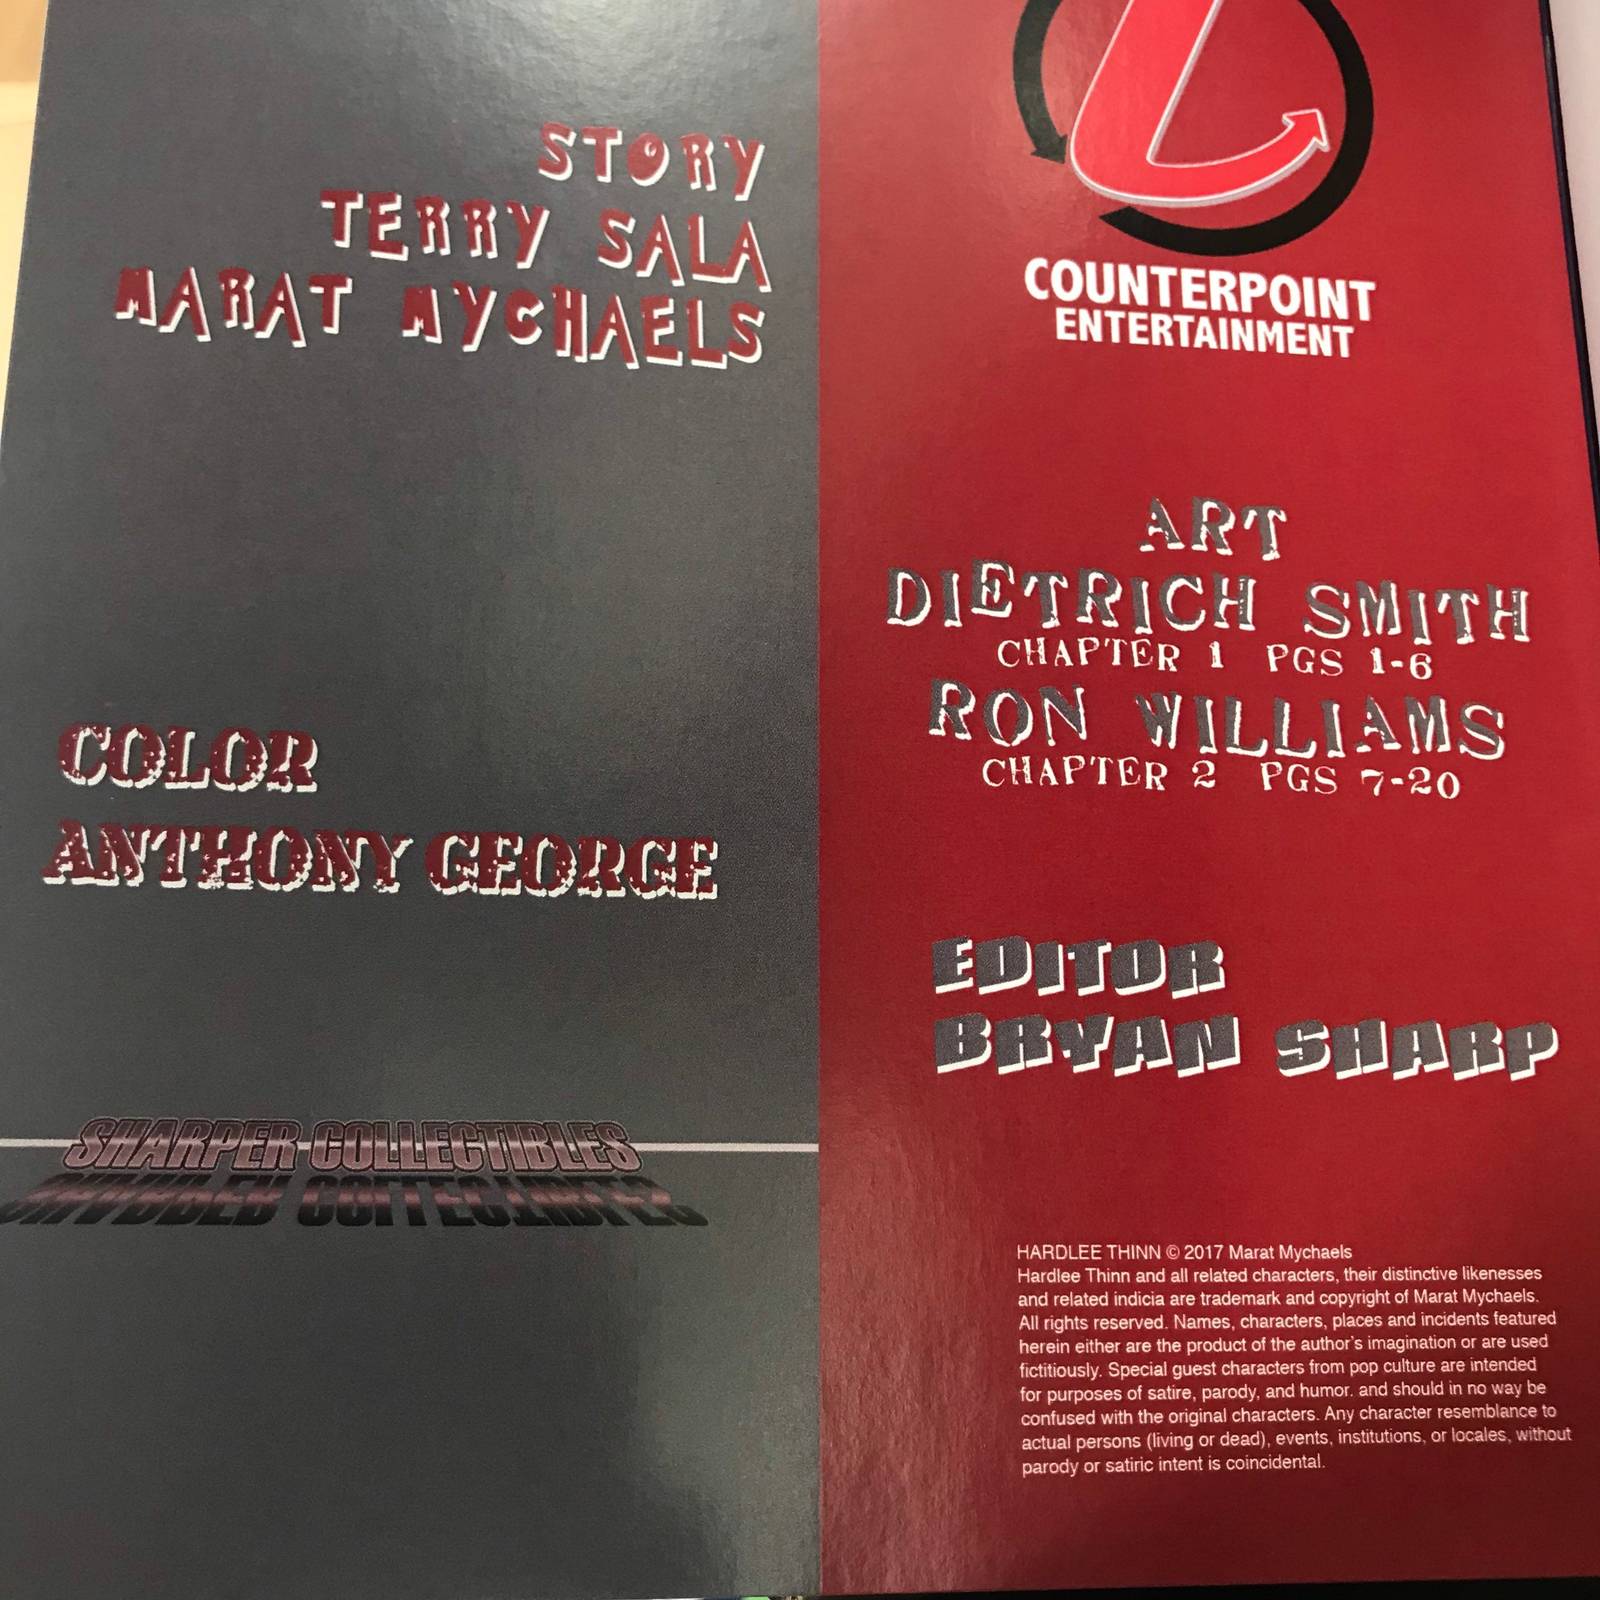 STORY
TERRY SALA
MARAT MYCHAELS
COLOR
ANTHONY GEORGE
SHARPER COLLECTIBLES
COUNTERPOINT
ENTERTAINMENT
ART
DIETRICH SMITH
CHAPTER 1 PGS 1-6
RON WILLIAMS
CHAPTER 2 PGS 7-20
EDITOR
BRYAN SHARP
HARDLEE THINN © 2017 Marat Mychaels
Hardlee Thinn and all related characters, their distinctive likenesses
and related indicia are trademark and copyright of Marat Mychaels.
All rights reserved. Names, characters, places and incidents featured
herein either are the product of the author's imagination or are used
fictitiously. Special guest characters from pop culture are intended
for purposes of satire, parody, and humor. and should in no way be
confused with the original characters. Any character resemblance to
actual persons (living or dead), events, institutions, or locales, without
parody or satiric intent is coincidental.